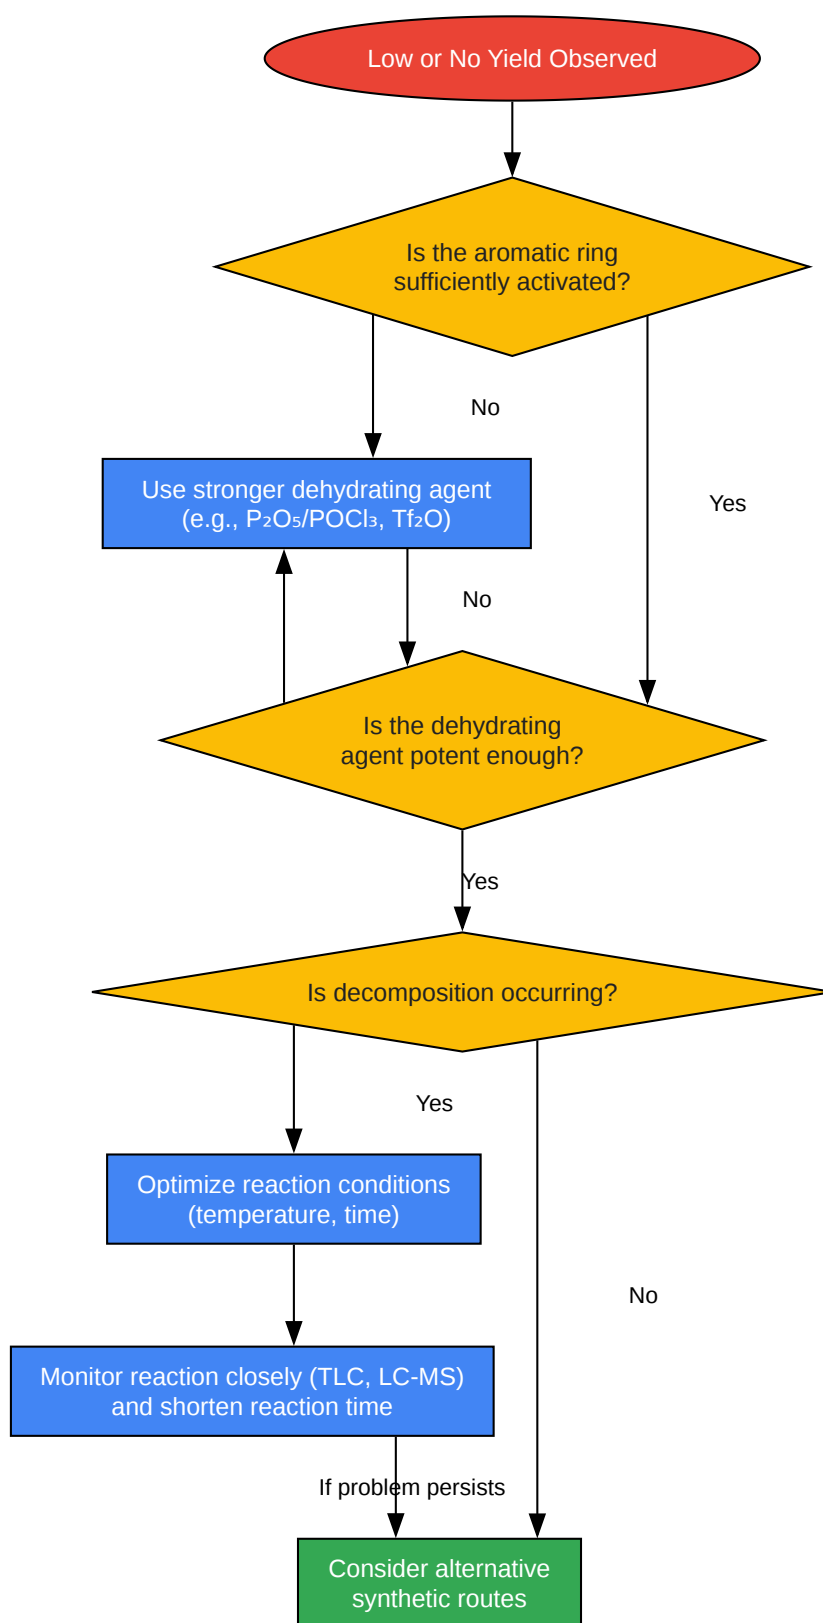 Low or No Yield Observed
Is the aromatic ring
sufficiently activated?
No
Use stronger dehydrating agent
(e.g., P₂O₅/POCl₃, Tf₂O)
Yes
No
Is the dehydrating
agent potent enough?
Yes
Is decomposition occurring?
Yes
Optimize reaction conditions
(temperature, time)
No
Monitor reaction closely (TLC, LC-MS)
and shorten reaction time
If problem persists
Consider alternative
synthetic routes